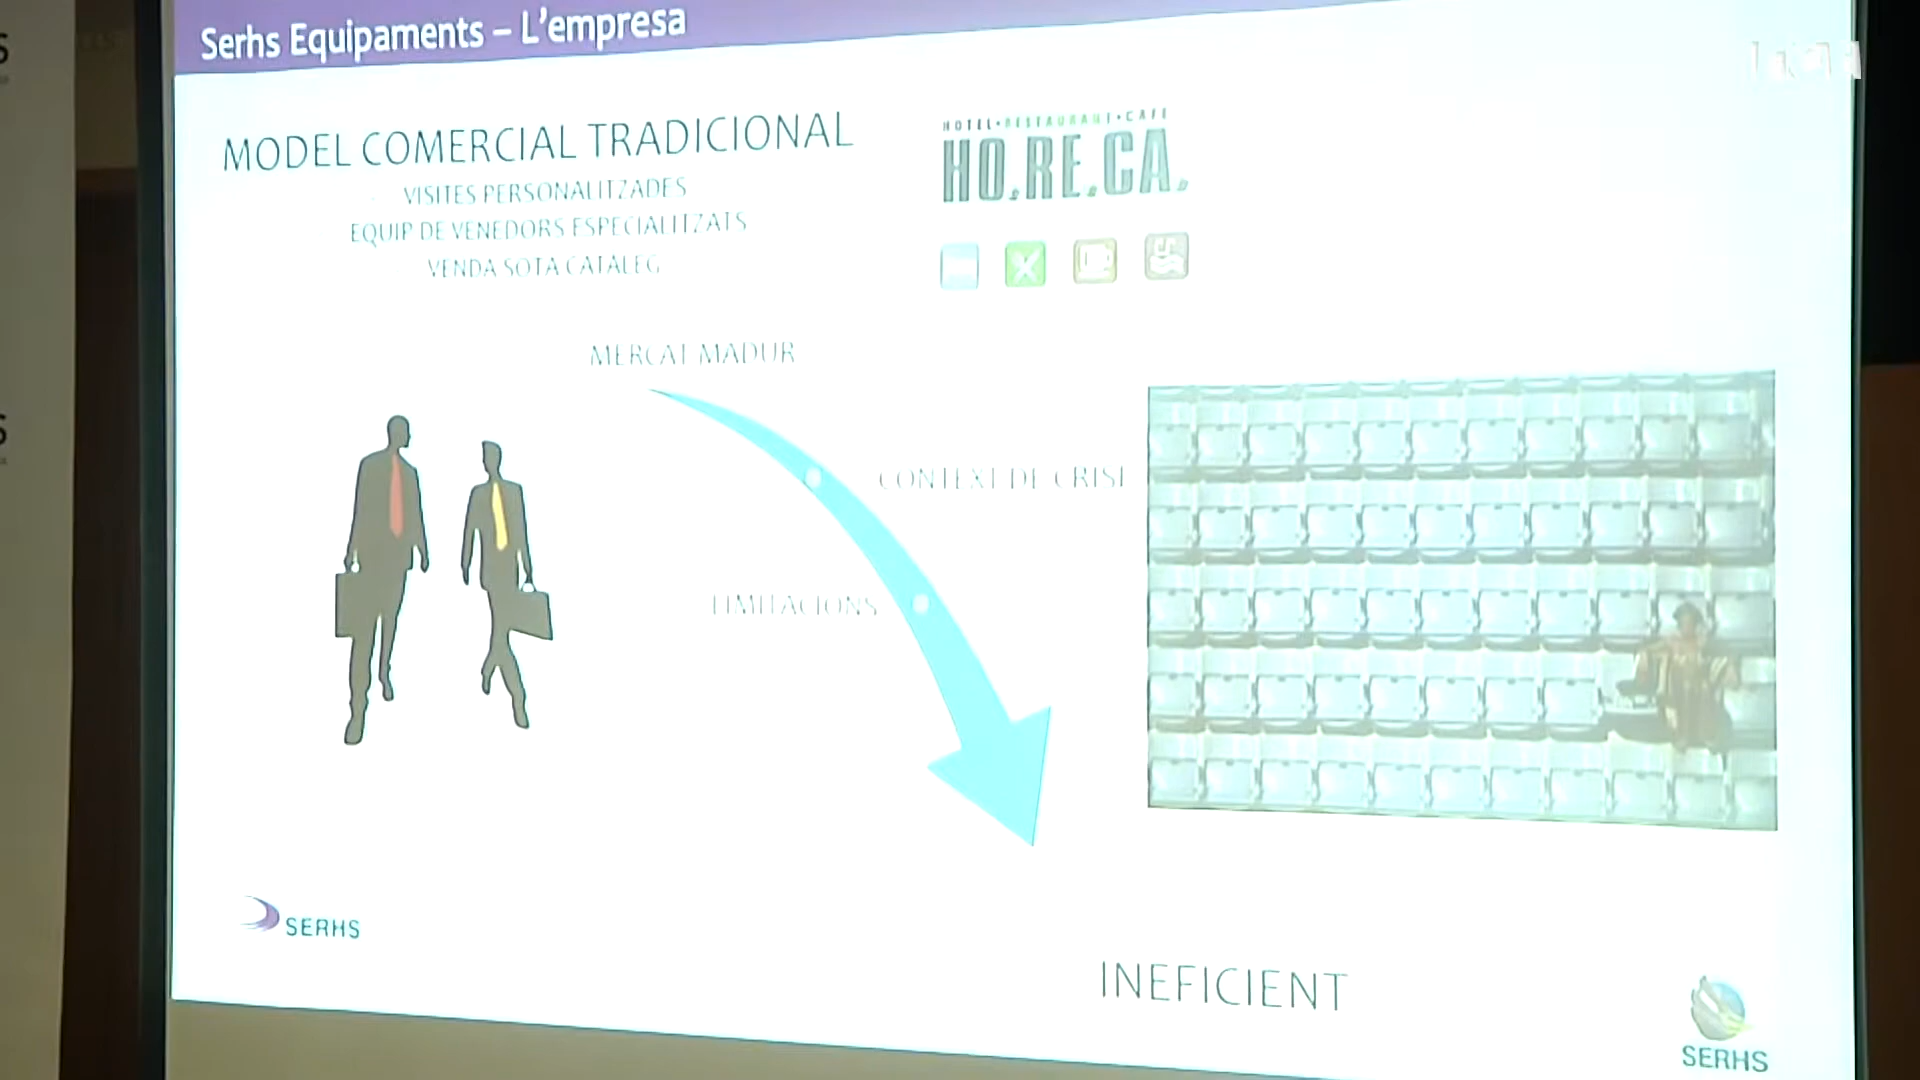 Serhs Equipaments – L'empresa
MODEL COMERCIAL TRADICIONAL
VISITES PERSONALITZADES
EQUIP DE VENEDORS ESPECIALITZATS
VENDA SOTA CATÀLEG
HOTEL•RESTAURANT•CAFE
HO.RE.CA.
MERCAT MADUR
CONTEXT DE CRISI
LIMITACIONS
SERHS
INEFICIENT
SERHS